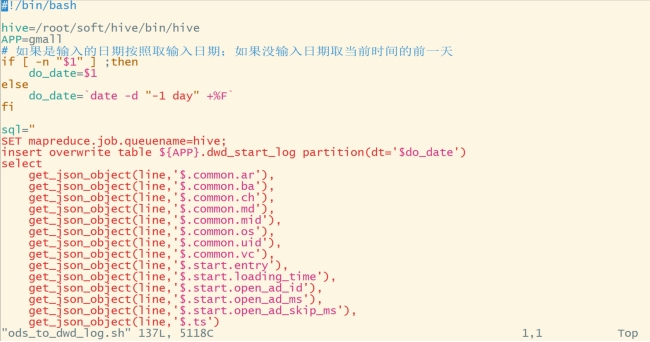 #!/bin/bash

hive=/root/soft/hive/bin/hive
APP=gmall
# 如果是输入的日期按照取输入日期；如果没输入日期取当前时间的前一天
if [ -n "$1" ] ;then
    do_date=$1
else
    do_date=`date -d "-1 day" +%F`
fi

sql="
SET mapreduce.job.queuename=hive;
insert overwrite table ${APP}.dwd_start_log partition(dt='$do_date')
select
    get_json_object(line,'$.common.ar'),
    get_json_object(line,'$.common.ba'),
    get_json_object(line,'$.common.ch'),
    get_json_object(line,'$.common.md'),
    get_json_object(line,'$.common.mid'),
    get_json_object(line,'$.common.os'),
    get_json_object(line,'$.common.uid'),
    get_json_object(line,'$.common.vc'),
    get_json_object(line,'$.start.entry'),
    get_json_object(line,'$.start.loading_time'),
    get_json_object(line,'$.start.open_ad_id'),
    get_json_object(line,'$.start.open_ad_ms'),
    get_json_object(line,'$.start.open_ad_skip_ms'),
    get_json_object(line,'$.ts')
"ods_to_dwd_log.sh" 137L, 5118C 1,1 Top